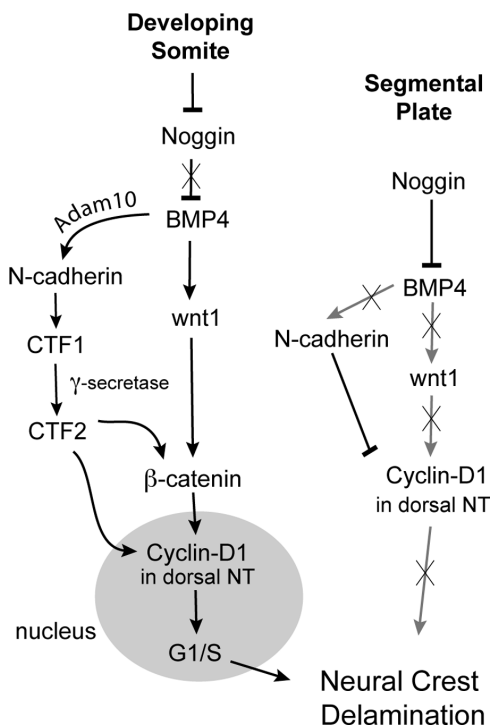 Developing
Somite
Noggin
Adam10
BMP4
N-cadherin
wnt1
CTF1
γ-secretase
CTF2
β-catenin
Cyclin-D1
in dorsal NT
nucleus
G1/S
Segmental
Plate
Noggin
BMP4
N-cadherin
wnt1
Cyclin-D1
in dorsal NT
Neural Crest
Delamination